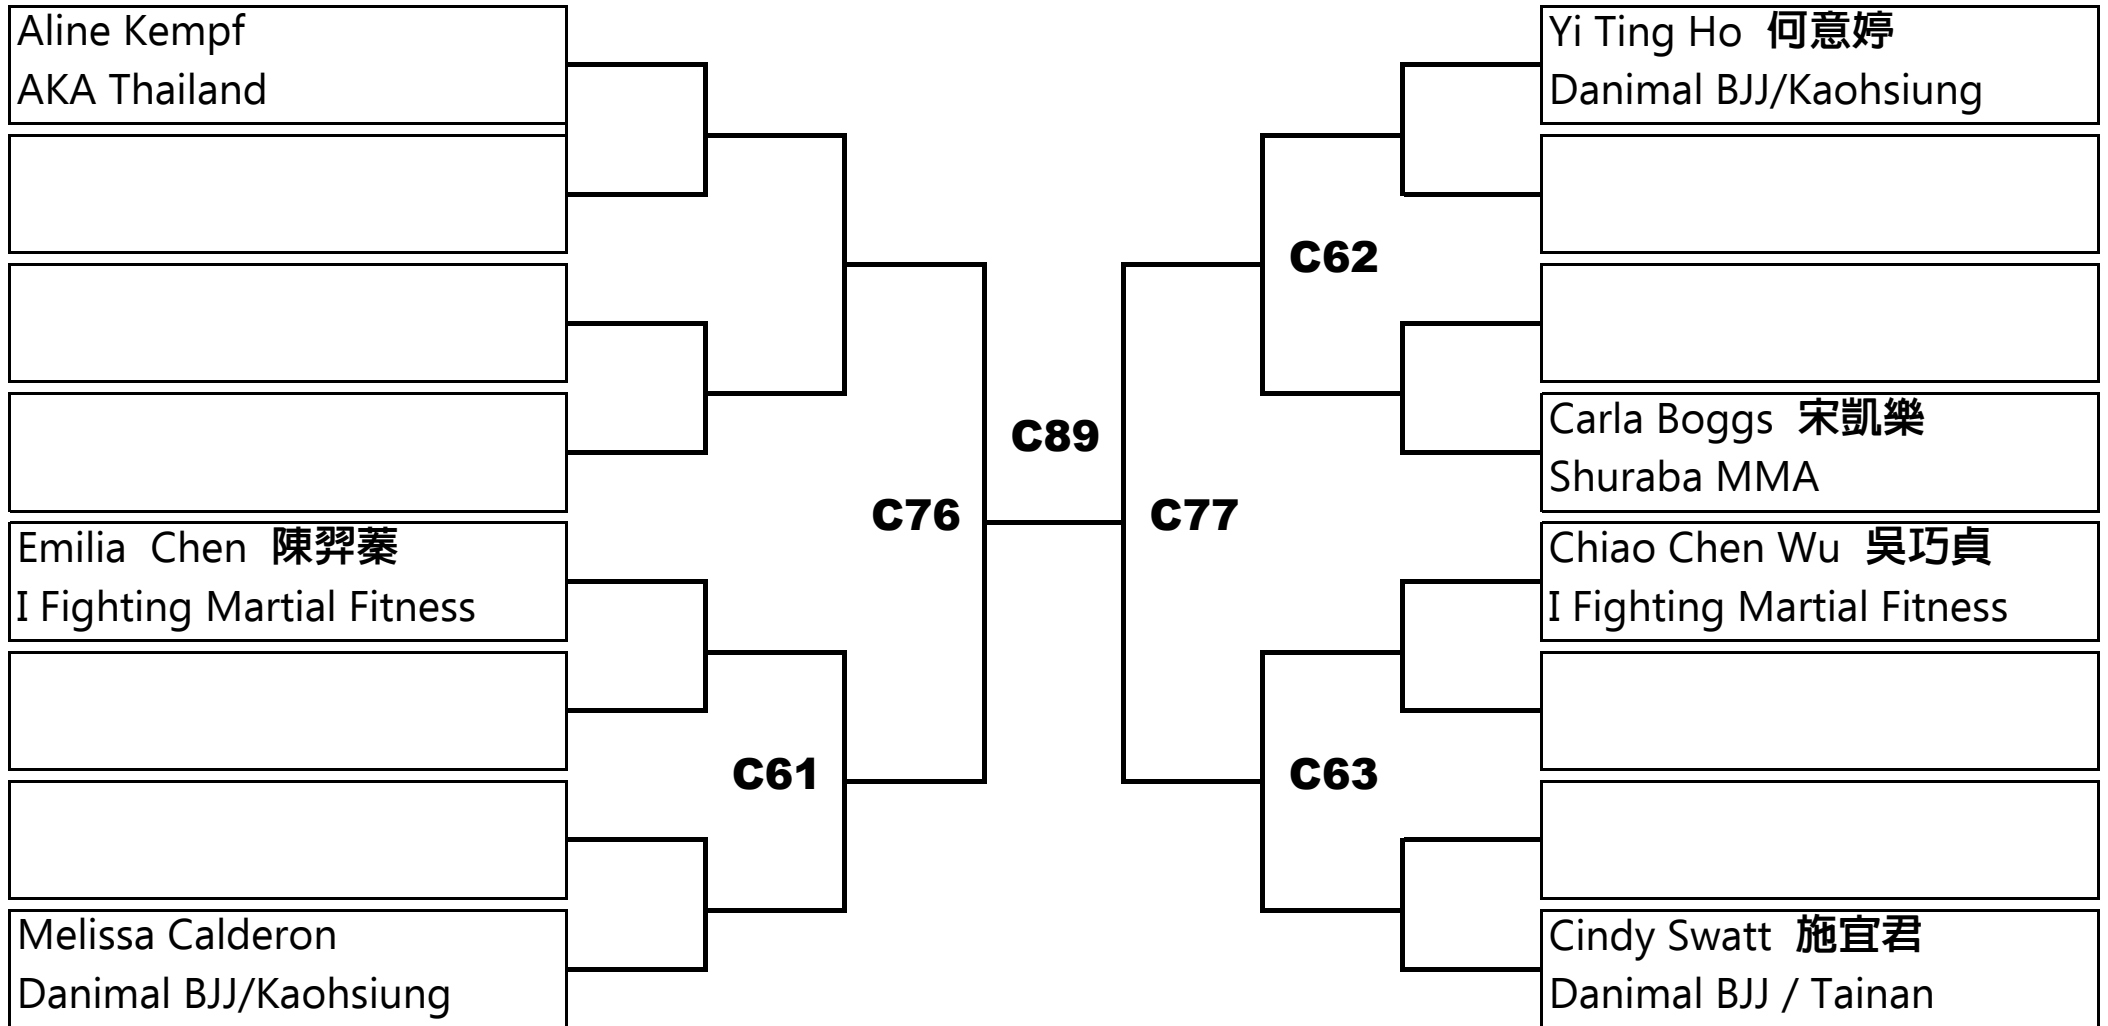 Aline Kempf
AKA Thailand
Emilia  Chen  陳羿蓁
I Fighting Martial Fitness
Melissa Calderon
Danimal BJJ/Kaohsiung
C61
C76
C89
C77
C62
C63
Yi Ting Ho  何意婷
Danimal BJJ/Kaohsiung
Carla Boggs  宋凱樂
Shuraba MMA
Chiao Chen Wu  吳巧貞
I Fighting Martial Fitness
Cindy Swatt  施宜君
Danimal BJJ / Tainan